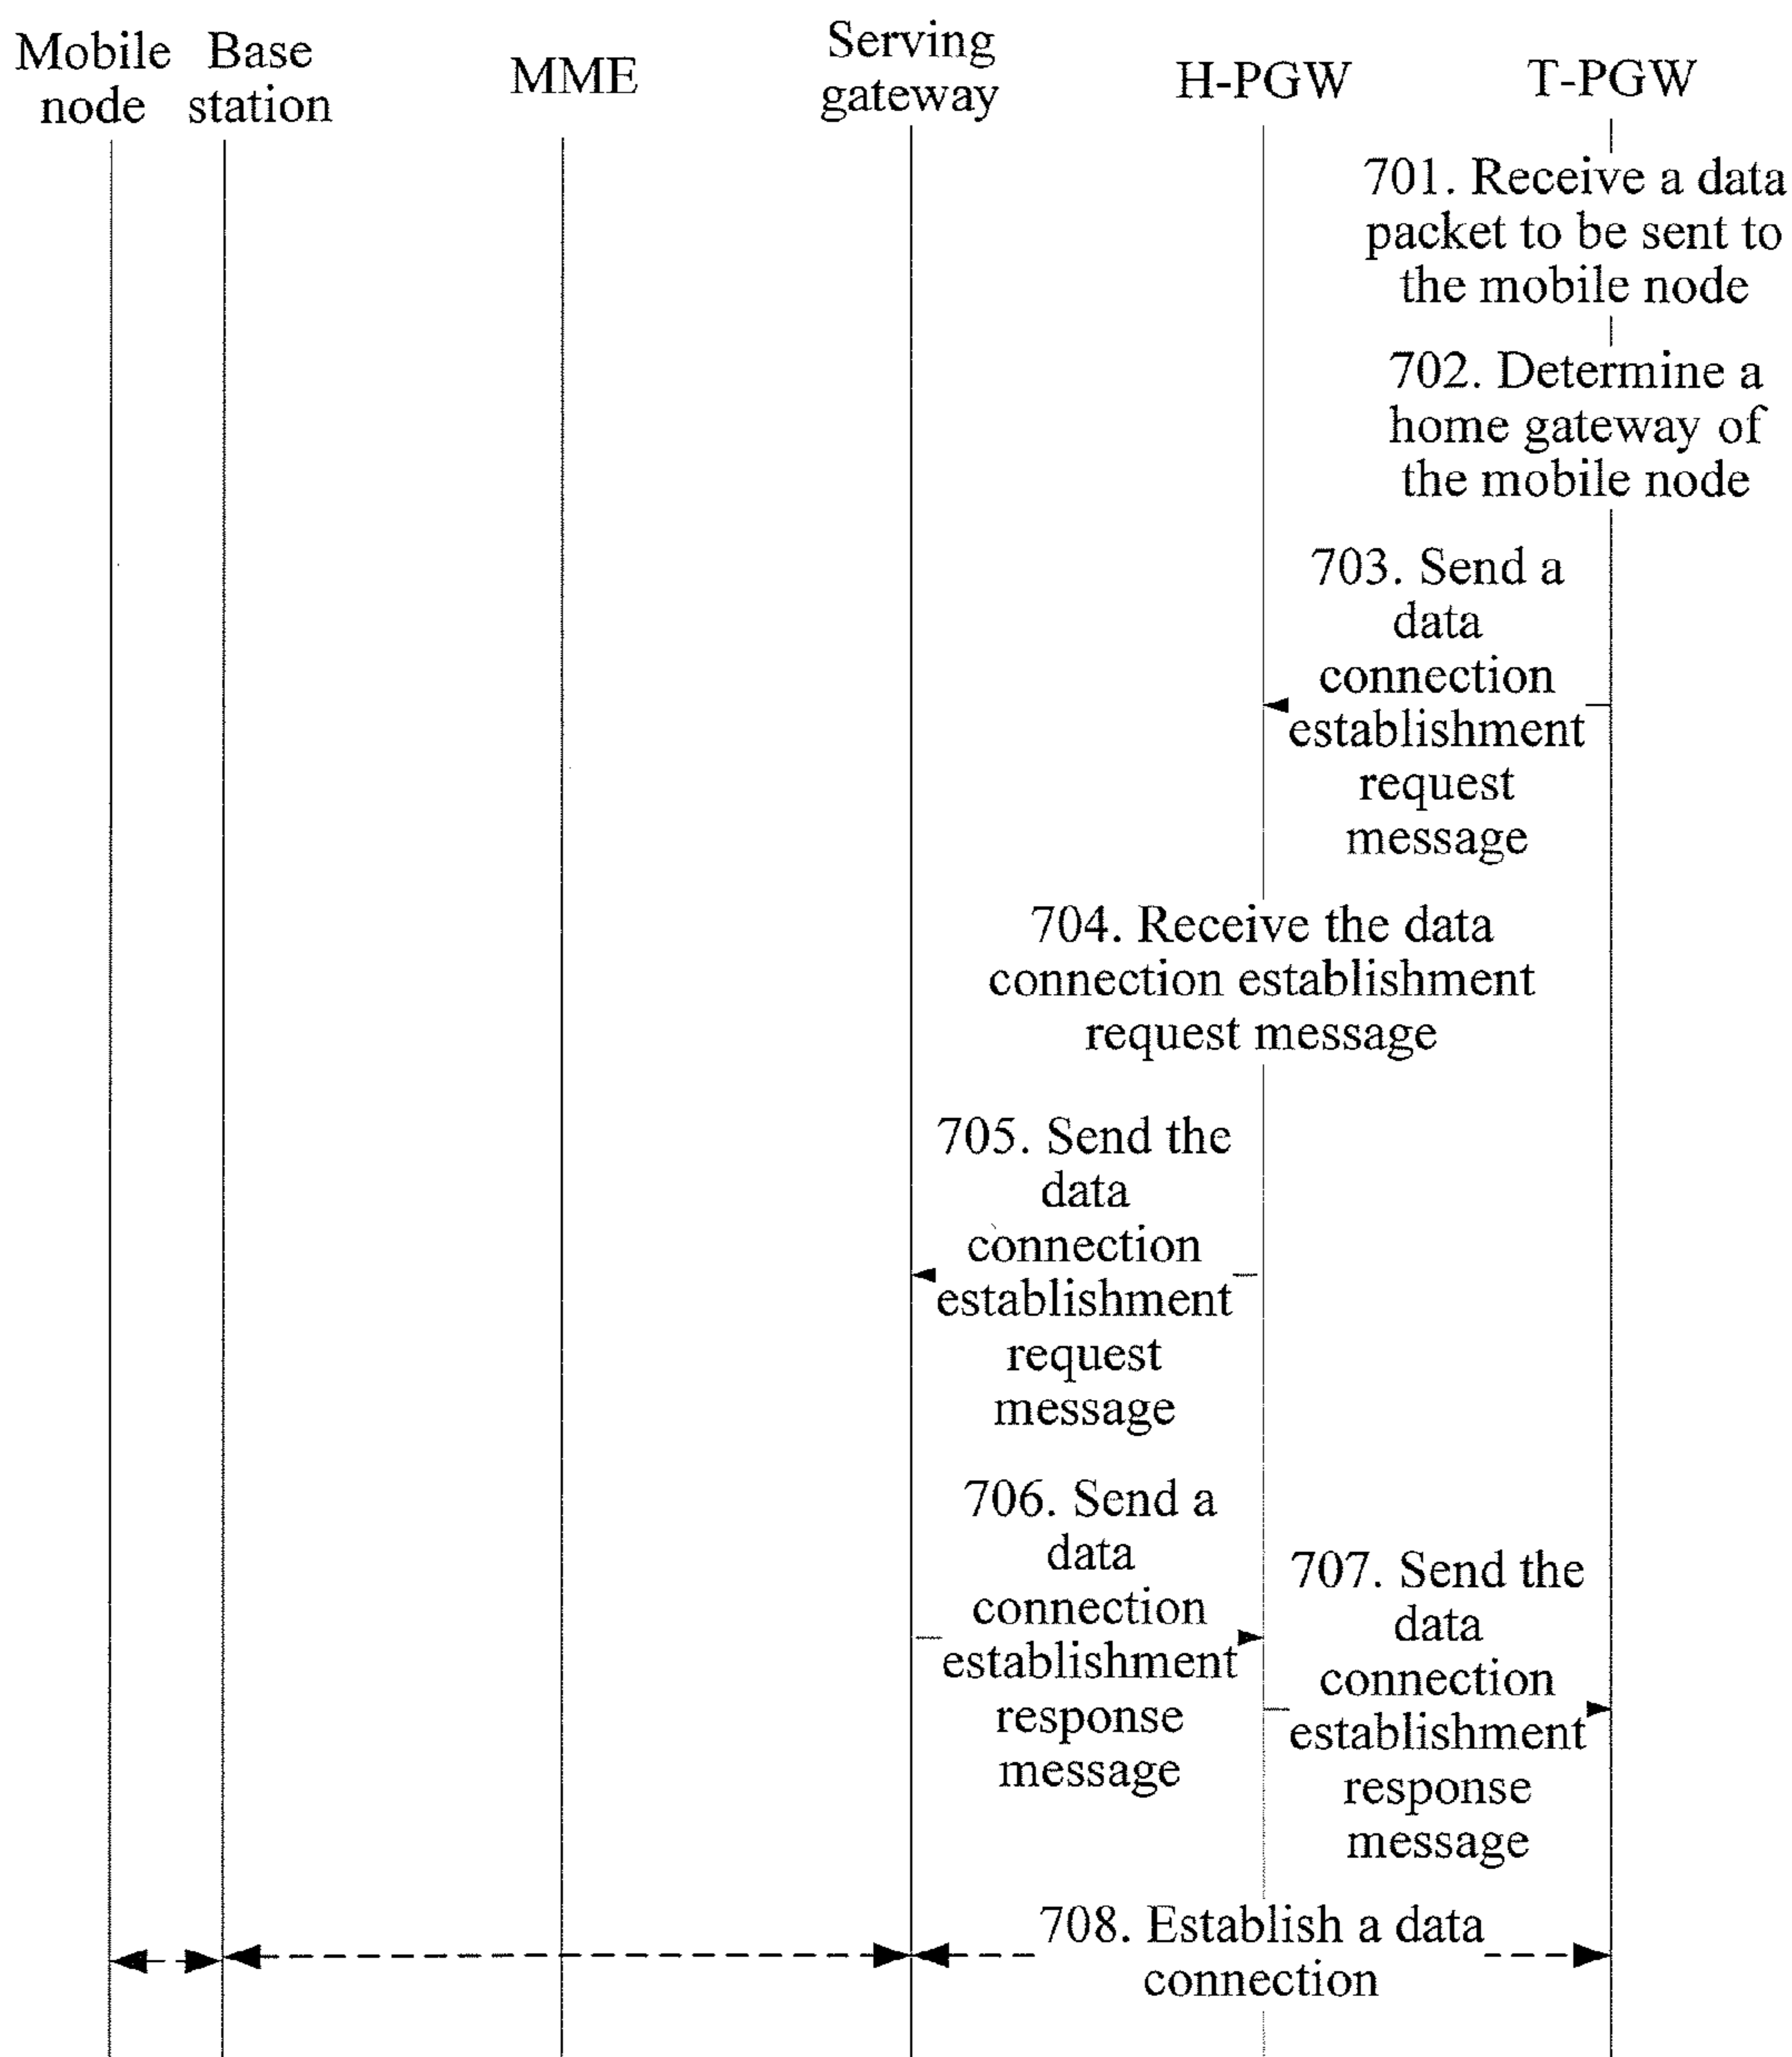 Mobile
node
Base
station
MME
Serving
gateway
H-PGW
T-PGW
701. Receive a data
packet to be sent to
the mobile node
702. Determine a
home gateway of
the mobile node
703. Send a
data
connection
establishment
request
message
704. Receive the data
connection establishment
request message
705. Send the
data
connection
establishment
request
message
706. Send a
data
connection
establishment
response
message
707. Send the
data
connection
establishment
response
message
708. Establish a data
connection